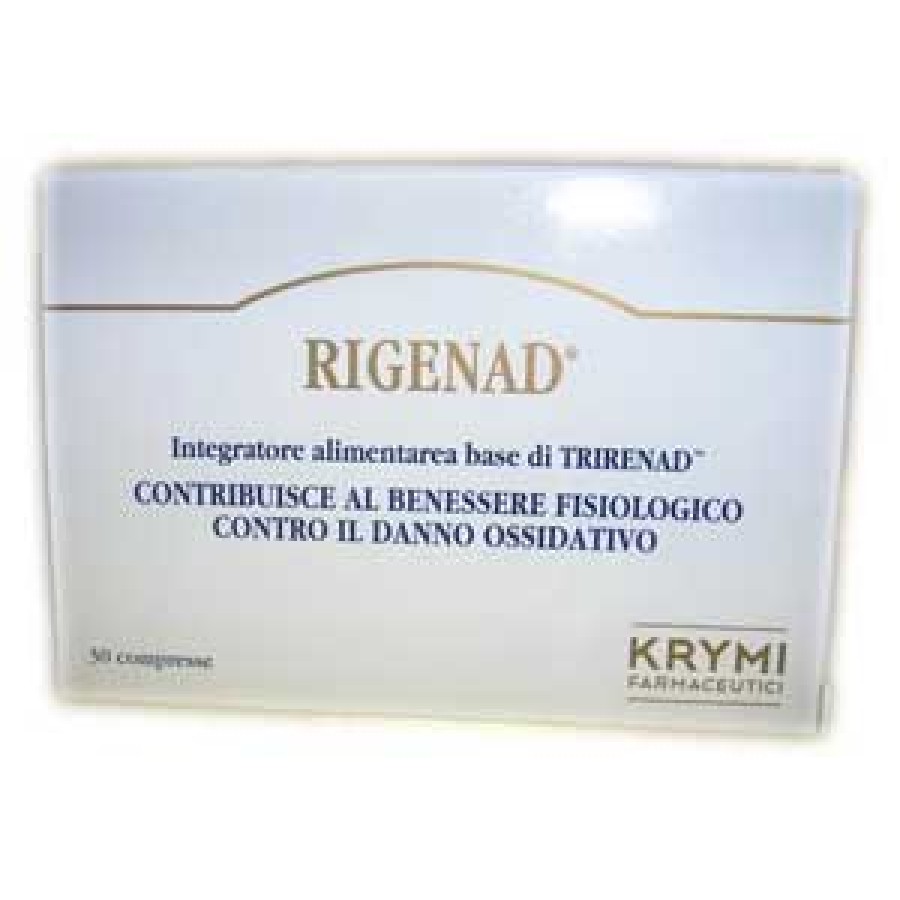 RIGENAD®
Integratore alimentarea base di TRIRENAD™
CONTRIBUISCE AL BENESSERE FISIOLOGICO
CONTRO IL DANNO OSSIDATIVO
compresse
KRYMI
FARMACEUTICI